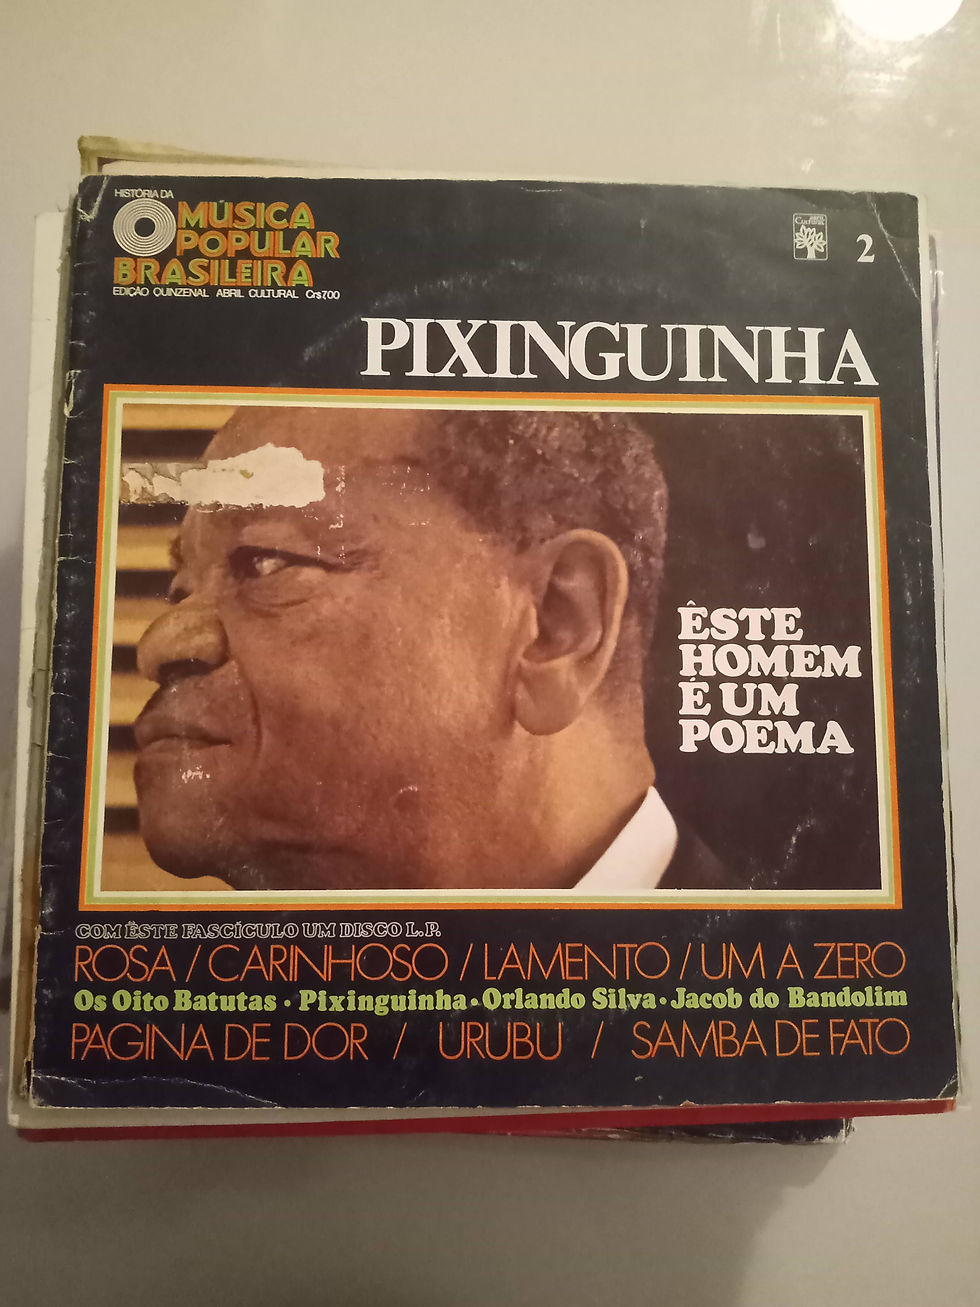 HISTÓRIA DA
MÚSICA
POPULAR
BRASILEIRA
EDIÇÃO QUINZENAL ABRIL CULTURAL Cr$7,00
abril
Cultural
2
PIXINGUINHA
ÊSTE
HOMEM
É UM
POEMA
COM ÊSTE FASCÍCULO UM DISCO L.P.
ROSA / CARINHOSO / LAMENTO / UM A ZERO
Os Oito Batutas • Pixinguinha • Orlando Silva • Jacob do Bandolim
PAGINA DE DOR / URUBU / SAMBA DE FATO